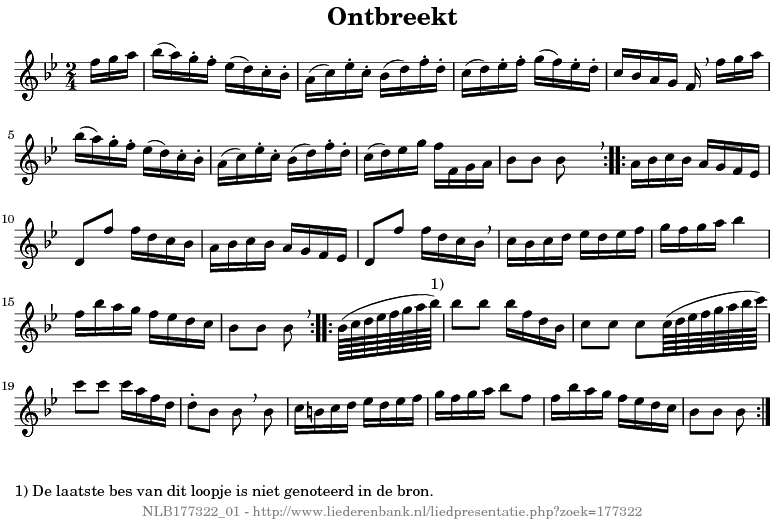 Ontbreekt
2
4
5
10
1)
15
19
1) De laatste bes van dit loopje is niet genoteerd in de bron.
NLB177322_01 - http://www.liederenbank.nl/liedpresentatie.php?zoek=177322